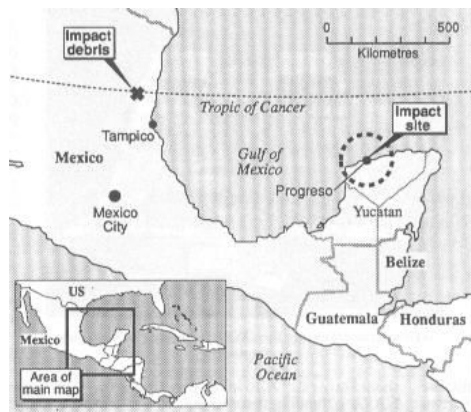 Impact
debris
0
500
Kilometres
Tropic of Cancer
Impact
site
Tampico
Gulf of
Mexico
Mexico
Progreso
Mexico
City
Yucatan
Belize
US
Guatemala
Honduras
Mexico
Pacific
Ocean
Area of
main map